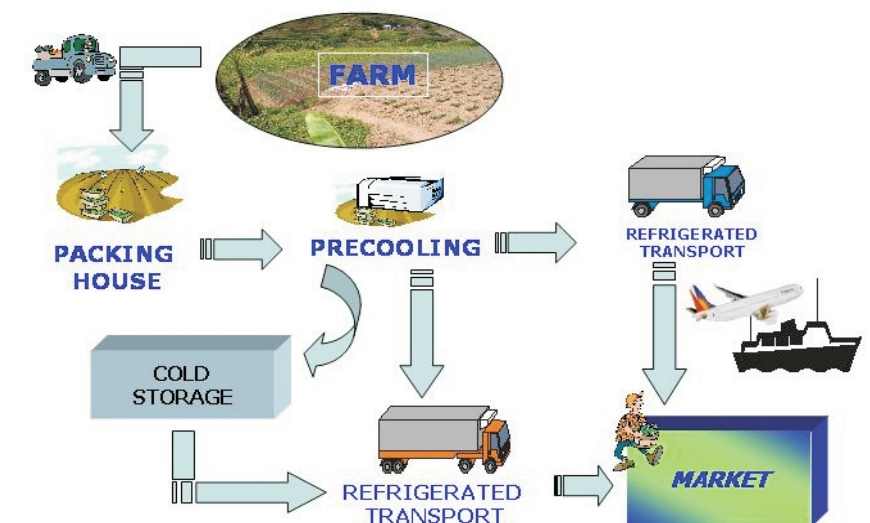 FARM
PACKING
HOUSE
PRECOOLING
REFRIGERATED
TRANSPORT
COLD
STORAGE
REFRIGERATED
TRANSPORT
MARKET